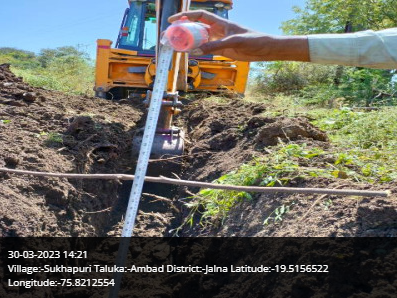 30-03-2023 14:21
Village:-Sukhapuri Taluka:-Ambad District:-Jalna Latitude:-19.5156522
Longitude:-75.8212554